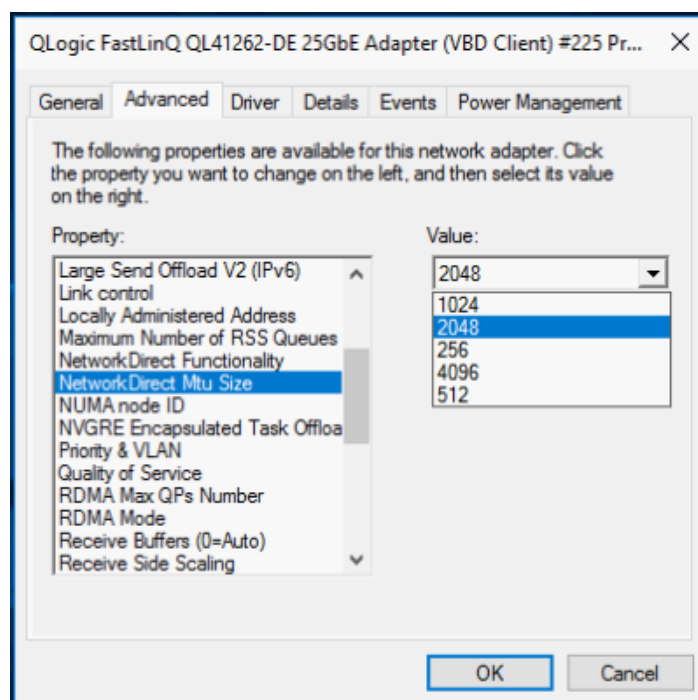 QLogic FastLinQ QL41262-DE 25GbE Adapter (VBD Client) #225 Pr...
General Advanced Driver Details Events Power Management
The following properties are available for this network adapter. Click
the property you want to change on the left, and then select its value
on the right.
Property:
Large Send Offload V2 (IPv6)
Link control
Locally Administered Address
Maximum Number of RSS Queues
NetworkDirect Functionality
NetworkDirect Mtu Size
NUMA node ID
NVGRE Encapsulated Task Offloa
Priority & VLAN
Quality of Service
RDMA Max QPs Number
RDMA Mode
Receive Buffers (0=Auto)
Receive Side Scaling
Value:
2048
1024
2048
256
4096
512
OK Cancel